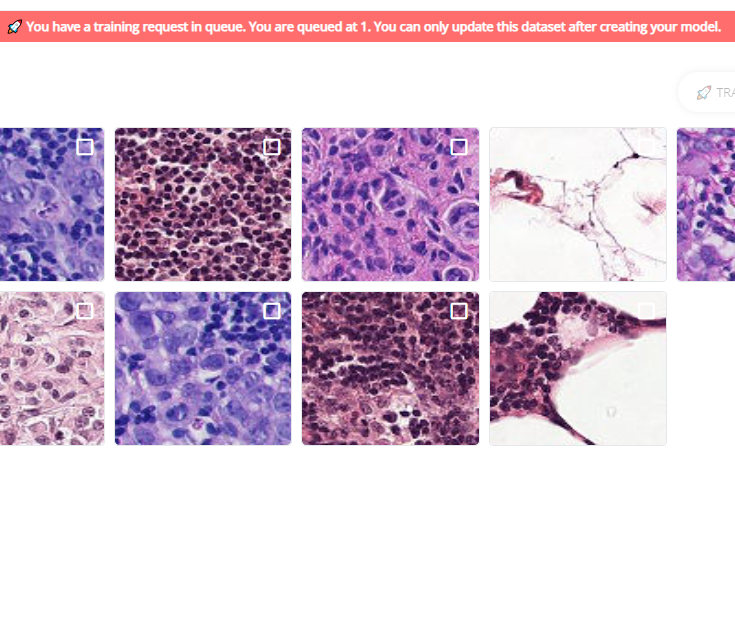 🚀 You have a training request in queue. You are queued at 1. You can only update this dataset after creating your model.
🚀 TRA